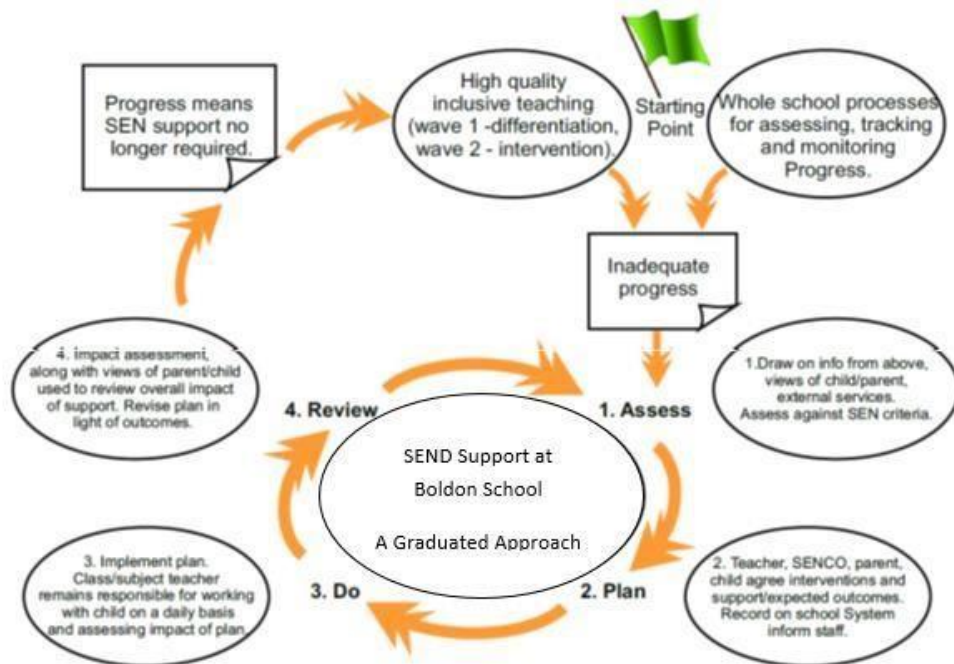 High quality
inclusive teaching
(wave 1 -differentiation,
wave 2 - intervention).
Starting
Point
Whole school processes
for assessing, tracking
and monitoring
Progress.
Progress means
SEN support no
longer required.
Inadequate
progress
4. Impact assessment,
along with views of parent/child
used to review overall impact
of support. Revise plan in
light of outcomes.
4. Review
1. Assess
1.Draw on info from above,
views of child/parent,
external services.
Assess against SEN criteria.
SEND Support at
Boldon School
A Graduated Approach
3. Implement plan.
Class/subject teacher
remains responsible for working
with child on a daily basis
and assessing impact of plan
3. Do
2. Plan
2. Teacher, SENCO, parent,
child agree interventions and
support/expected outcomes.
Record on school System
inform staff.